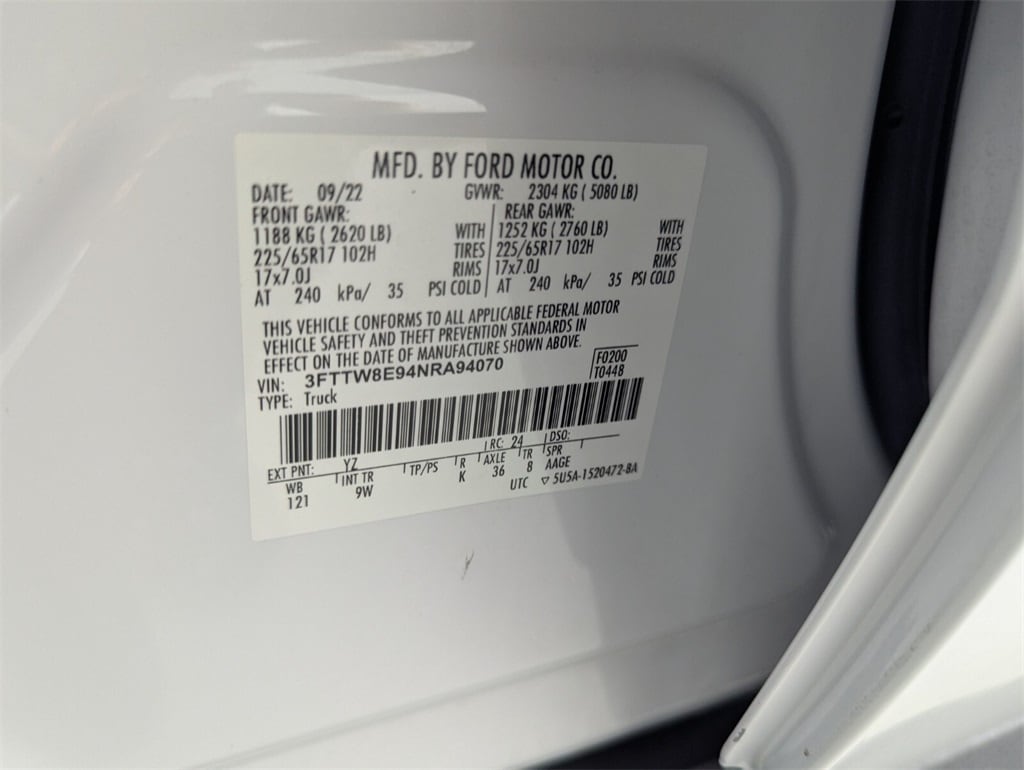 MFD. BY FORD MOTOR CO.
DATE: 09/22 GVWR: 2304 KG ( 5080 LB)
FRONT GAWR: REAR GAWR:
1188 KG ( 2620 LB) WITH 1252 KG ( 2760 LB) WITH
225/65R17 102H TIRES 225/65R17 102H TIRES
17x7.0J RIMS 17x7.0J RIMS
AT 240 kPa/ 35 PSI COLD AT 240 kPa/ 35 PSI COLD
THIS VEHICLE CONFORMS TO ALL APPLICABLE FEDERAL MOTOR
VEHICLE SAFETY AND THEFT PREVENTION STANDARDS IN
EFFECT ON THE DATE OF MANUFACTURE SHOWN ABOVE.
VIN: 3FTTW8E94NRA94070 F0200
TYPE: Truck T0448
EXT PNT: YZ RC: 24 DSO:
WB INT TR TP/PS R AXLE TR SPR
121 9W K 36 8 AAGE
UTC ▽ 5U5A-1520472-BA